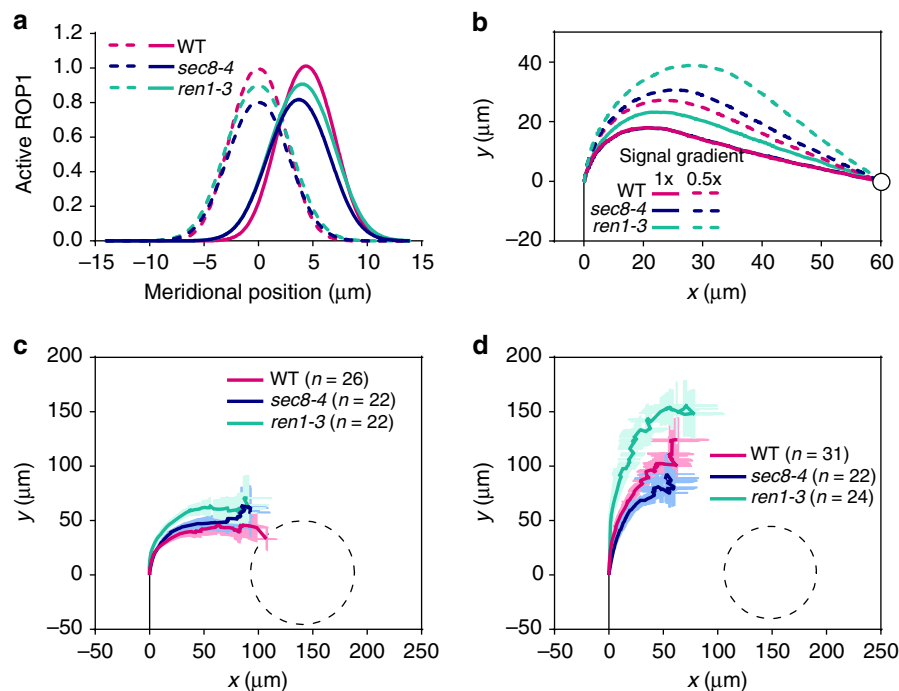 a
1.2
1.0
0.8
0.6
0.4
0.2
0.0
Active ROP1
WT
sec8-4
ren1-3
–15
–10
–5
0
5
10
15
Meridional position (μm)
b
40
20
0
–20
y (μm)
Signal gradient
1x 0.5x
WT
sec8-4
ren1-3
0
10
20
30
40
50
60
x (μm)
c
200
150
100
50
0
–50
y (μm)
WT (n = 26)
sec8-4 (n = 22)
ren1-3 (n = 22)
–50
0
50
100
150
200
250
x (μm)
d
200
150
100
50
0
–50
y (μm)
WT (n = 31)
sec8-4 (n = 22)
ren1-3 (n = 24)
–50
0
50
100
150
200
250
x (μm)